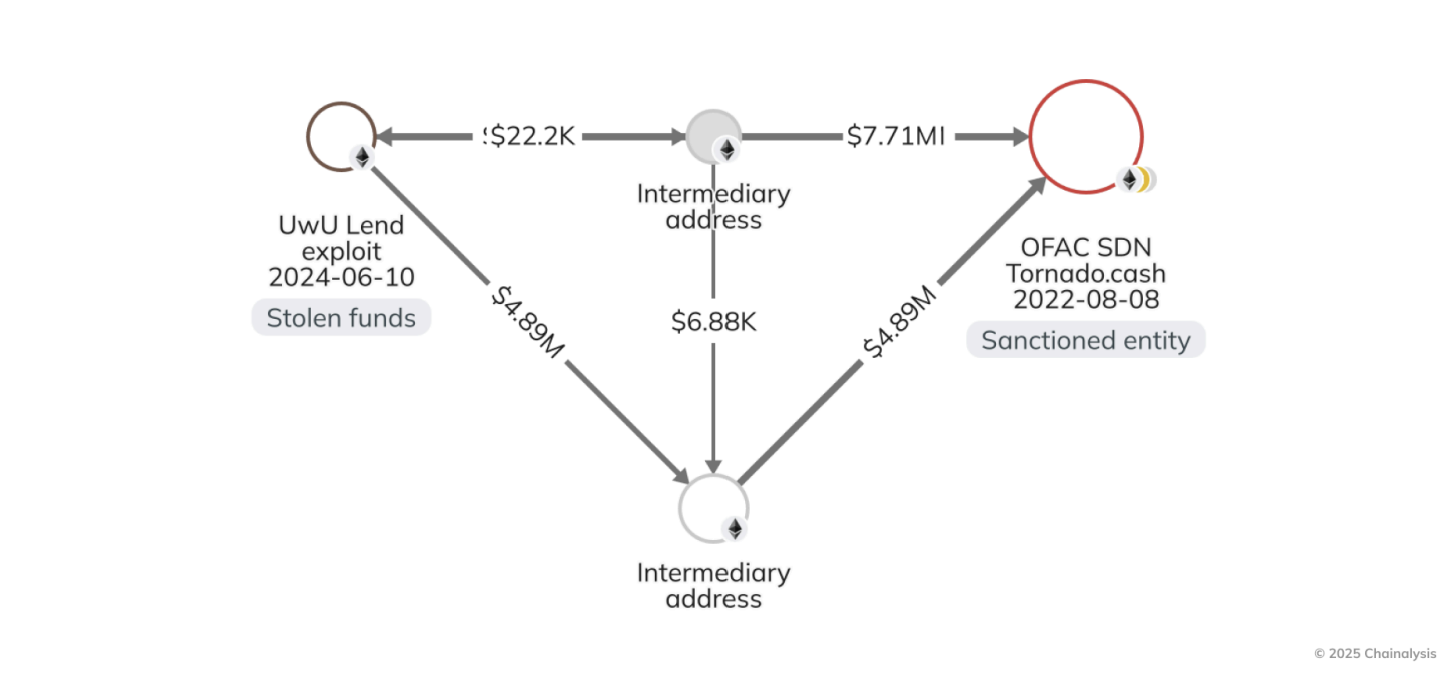 $22.2K
$7.71M
Intermediary
address
UwU Lend
exploit
2024-06-10
Stolen funds
OFAC SDN
Tornado.cash
2022-08-08
Sanctioned entity
$4.89M
$6.88K
$4.89M
Intermediary
address
© 2025 Chainalysis